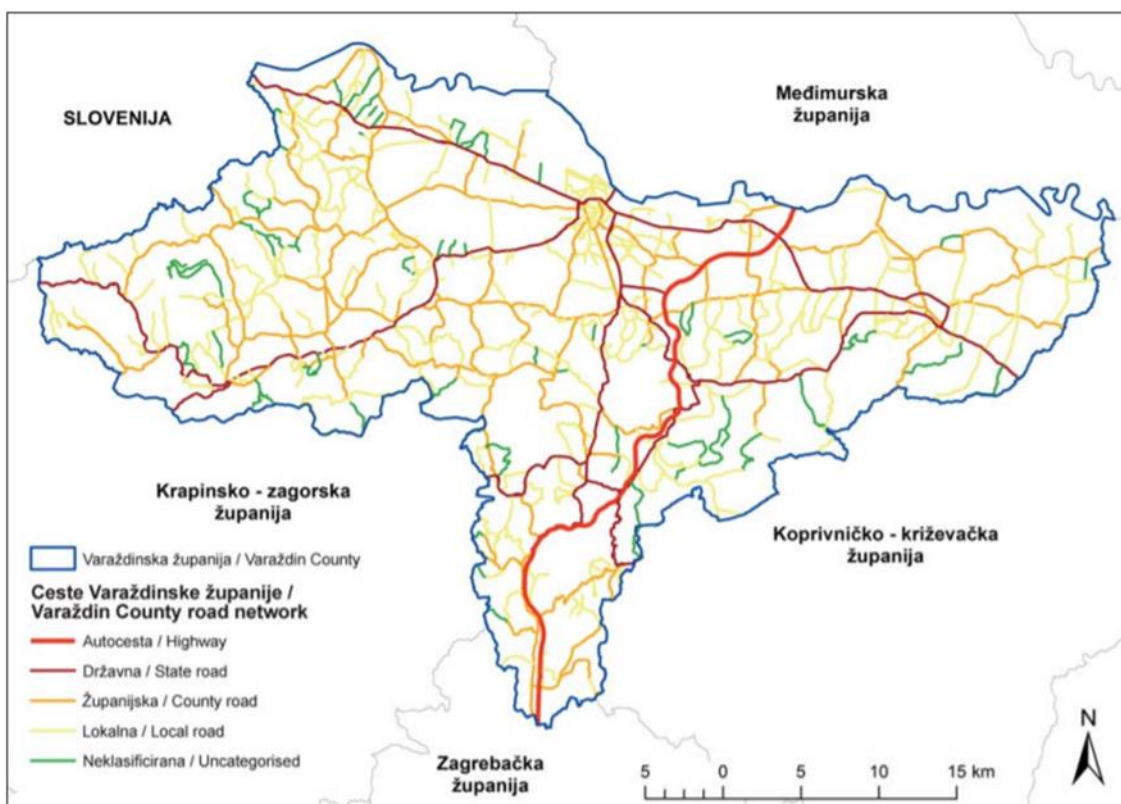 SLOVENIJA
Međimurska
županija
Krapinsko - zagorska
županija
Koprivničko - križevačka
županija
Zagrebačka
županija
Varaždinska županija / Varaždin County
Ceste Varaždinske županije /
Varaždin County road network
Autocesta / Highway
Državna / State road
Županijska / County road
Lokalna / Local road
Neklasificirana / Uncategorised
N
5 0 5 10 15 km